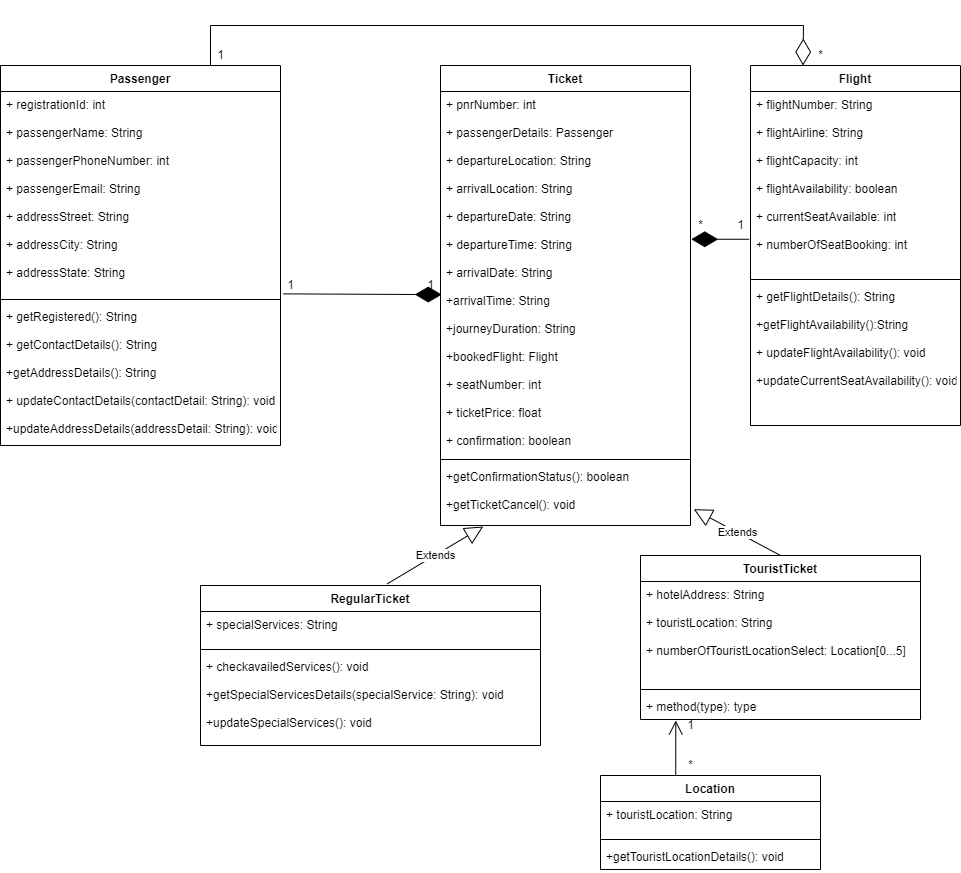 1
*
Passenger
+ registrationId: int
+ passengerName: String
+ passengerPhoneNumber: int
+ passengerEmail: String
+ addressStreet: String
+ addressCity: String
+ addressState: String
+ getRegistered(): String
+ getContactDetails(): String
+getAddressDetails(): String
+ updateContactDetails(contactDetail: String): void
+updateAddressDetails(addressDetail: String): void
1
1
Ticket
+ pnrNumber: int
+ passengerDetails: Passenger
+ departureLocation: String
+ arrivalLocation: String
+ departureDate: String
+ departureTime: String
+ arrivalDate: String
+arrivalTime: String
+journeyDuration: String
+bookedFlight: Flight
+ seatNumber: int
+ ticketPrice: float
+ confirmation: boolean
+getConfirmationStatus(): boolean
+getTicketCancel(): void
*
1
Flight
+ flightNumber: String
+ flightAirline: String
+ flightCapacity: int
+ flightAvailability: boolean
+ currentSeatAvailable: int
+ numberOfSeatBooking: int
+ getFlightDetails(): String
+getFlightAvailability():String
+ updateFlightAvailability(): void
+updateCurrentSeatAvailability(): void
Extends
Extends
RegularTicket
+ specialServices: String
+ checkavailedServices(): void
+getSpecialServicesDetails(specialService: String): void
+updateSpecialServices(): void
TouristTicket
+ hotelAddress: String
+ touristLocation: String
+ numberOfTouristLocationSelect: Location[0...5]
+ method(type): type
1
*
Location
+ touristLocation: String
+getTouristLocationDetails(): void